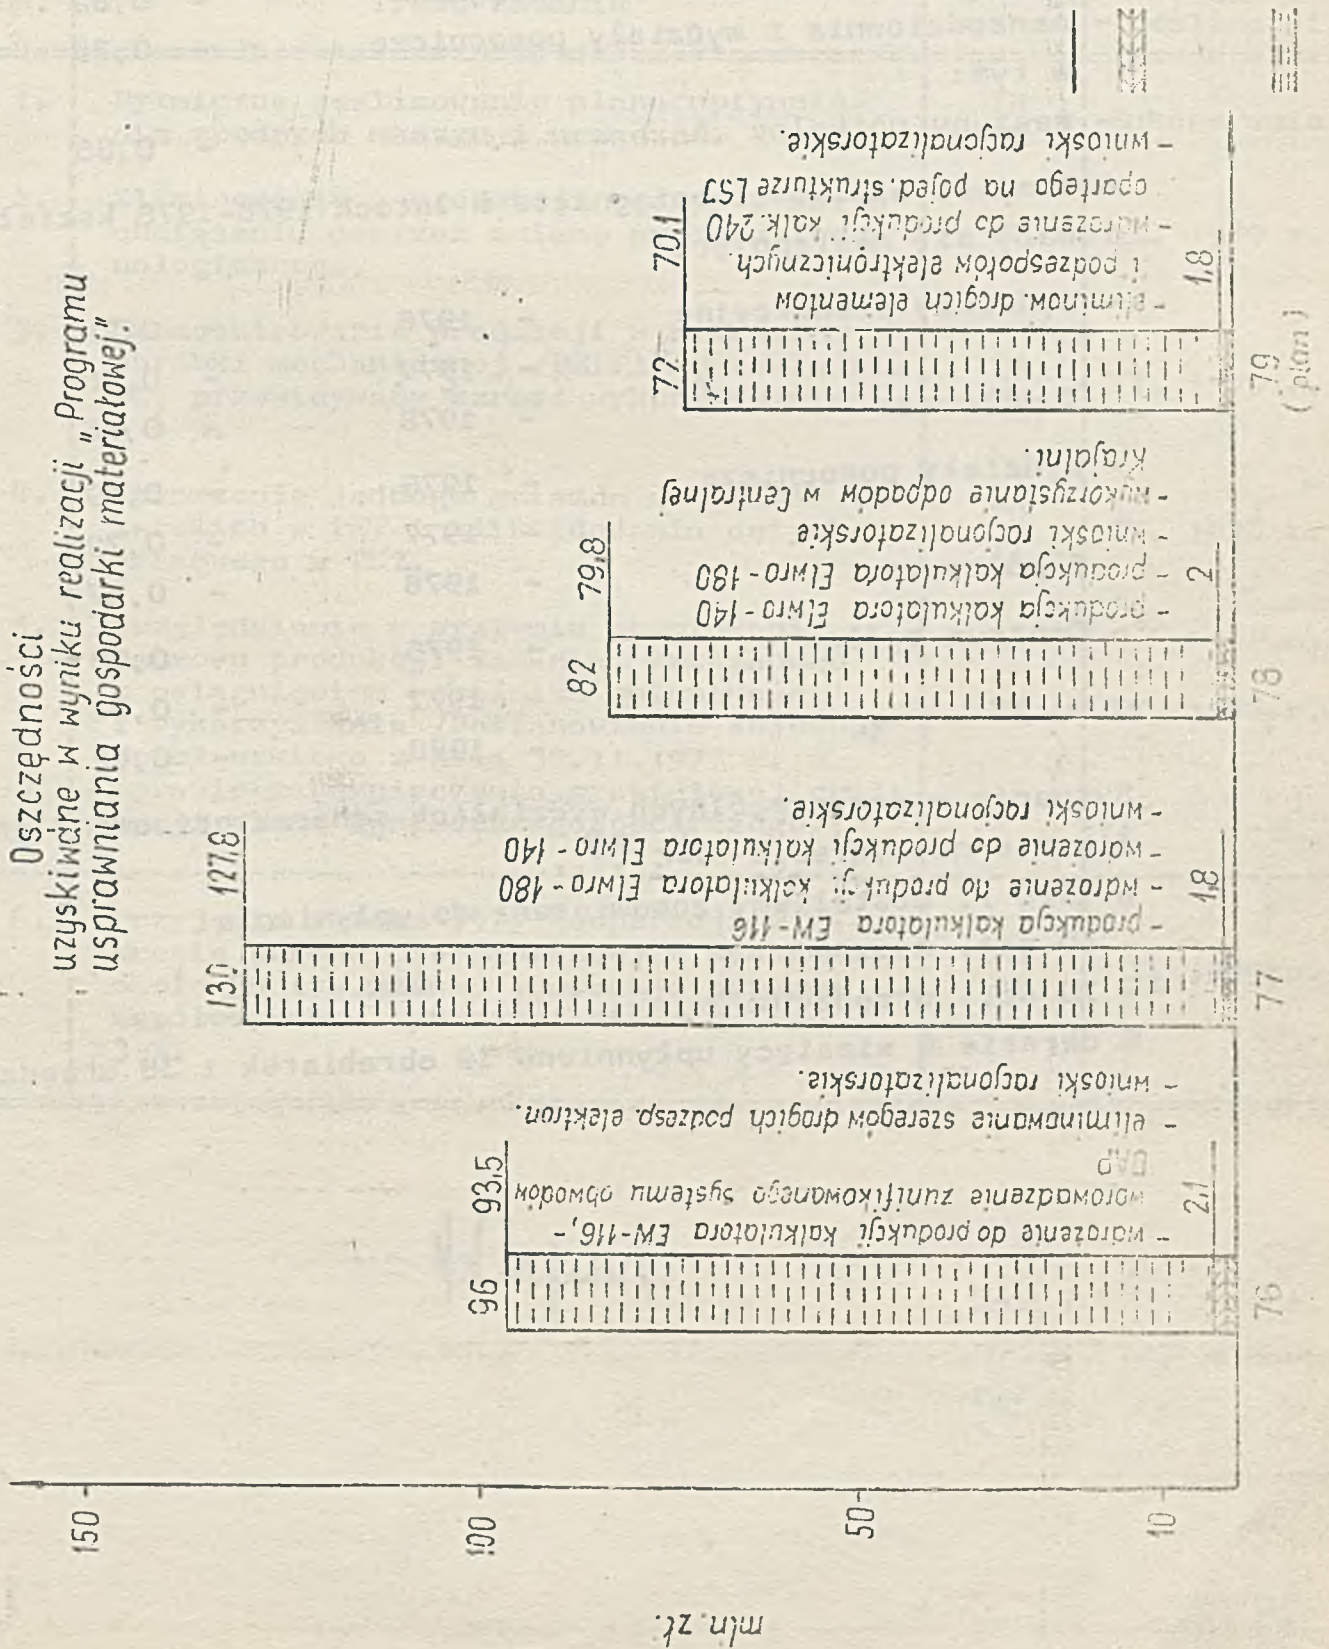 Oszczędności
uzyskiwane w wyniku realizacji „Programu
usprawniania gospodarki materiałowej."
mln. zł.
150
100
50
10
96
93,5
- wdrożenie do produkcji kalkulatora EW-116,-
wprowadzenie zunifikowanego systemu obwodów
- eliminowanie szeregów drogich podzesp. elektron.
- wnioski racjonalizatorskie.
2,1
76
130
127,8
- produkcja kalkulatora EW-116
- wdrożenie do produkcji kalkulatora Elwro-180
- wdrożenie do produkcji kalkulatora Elwro-140
- wnioski racjonalizatorskie.
1,8
77
82
79,8
- produkcja kalkulatora Elwro-140
- produkcja kalkulatora Elwro-180
- wnioski racjonalizatorskie
- wykorzystanie odpadów w Centralnej
Krajalni.
2
78
72
70,1
- eliminow. drogich elementów
i podzespołów elektronicznych.
- wdrożenie do produkcji kalk. 240
opartego na pojed. strukturze LSJ
- wnioski racjonalizatorskie.
1,8
79
(plan)